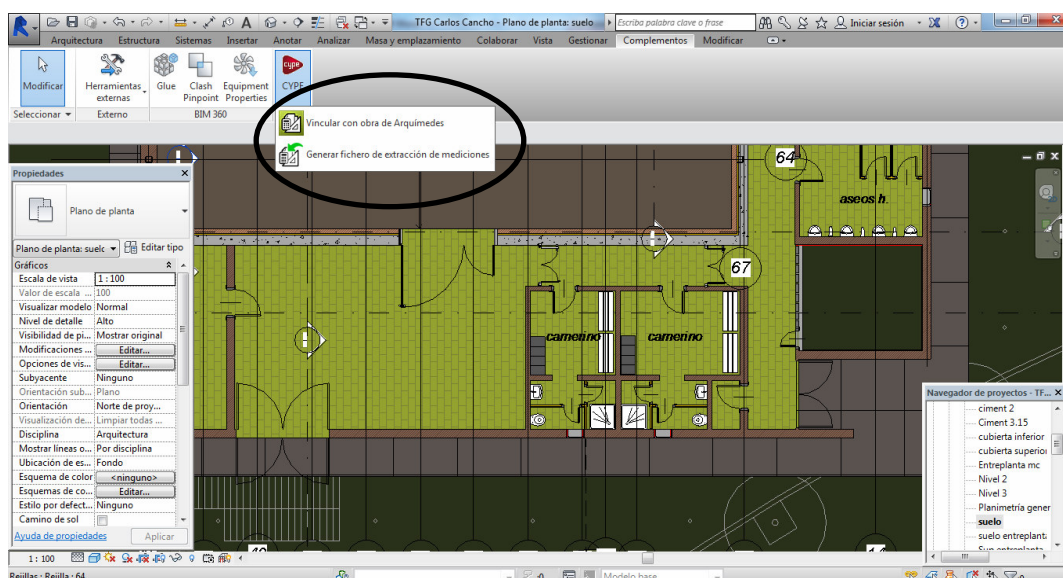 TFG Carlos Cancho - Plano de planta: suelo
Escriba palabra clave o frase
Iniciar sesión
Arquitectura Estructura Sistemas Insertar Anotar Analizar Masa y emplazamiento Colaborar Vista Gestionar Complementos Modificar
Modificar
Herramientas externas
Glue
Clash Pinpoint
Equipment Properties
CYPE
Seleccionar
Externo
BIM 360
Vincular con obra de Arquímedes
Generar fichero de extracción de mediciones
Propiedades
Plano de planta
Plano de planta: suelc
Editar tipo
Gráficos
Escala de vista 1 : 100
Valor de escala ... 100
Visualizar modelo Normal
Nivel de detalle Alto
Visibilidad de pi... Mostrar original
Modificaciones ... Editar...
Opciones de vis... Editar...
Subyacente Ninguno
Orientación sub... Plano
Orientación Norte de proy...
Visualización de... Limpiar todas ...
Disciplina Arquitectura
Mostrar líneas o... Por disciplina
Ubicación de es... Fondo
Esquema de color <ninguno>
Esquemas de co... Editar...
Estilo por defect... Ninguno
Camino de sol
Ayuda de propiedades
Aplicar
64
aseos h.
67
camerino
camerino
Navegador de proyectos - TF...
ciment 2
Ciment 3.15
cubierta inferior
cubierta superior
Entreplanta mc
Nivel 2
Nivel 3
Planimetría gener
suelo
suelo entreplanta
1 : 100
Rejillas : Rejilla : 64
Modelo base